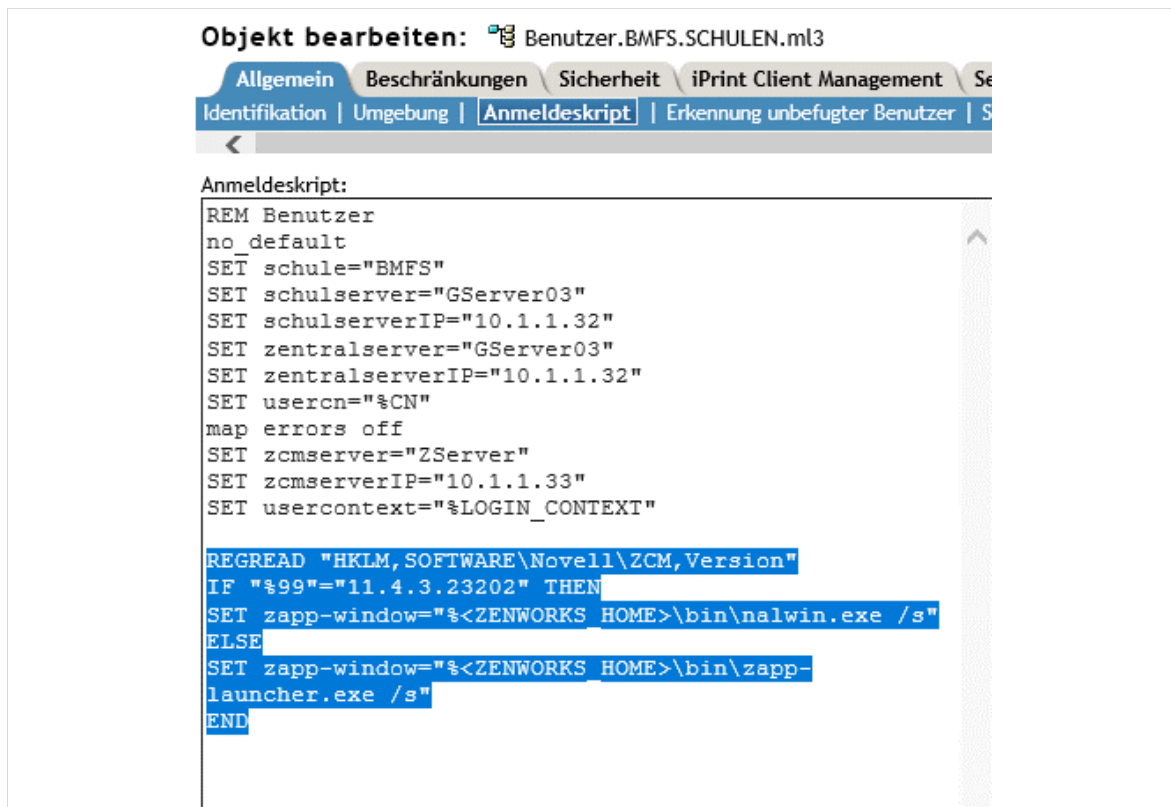 Objekt bearbeiten: Benutzer.BMFS.SCHULEN.ml3
Allgemein Beschränkungen Sicherheit iPrint Client Management Se
Identifikation | Umgebung | Anmeldeskript | Erkennung unbefugter Benutzer | S
Anmeldeskript:
REM Benutzer
no_default
SET schule="BMFS"
SET schulserver="GServer03"
SET schulserverIP="10.1.1.32"
SET zentralserver="GServer03"
SET zentralserverIP="10.1.1.32"
SET usercn="%CN"
map errors off
SET zcmserver="ZServer"
SET zcmserverIP="10.1.1.33"
SET usercontext="%LOGIN_CONTEXT"
REGREAD "HKLM,SOFTWARE\Novell\ZCM,Version"
IF "%99"="11.4.3.23202" THEN
SET zapp-window="%<ZENWORKS_HOME>\bin\nalwin.exe /s"
ELSE
SET zapp-window="%<ZENWORKS_HOME>\bin\zapp-
launcher.exe /s"
END